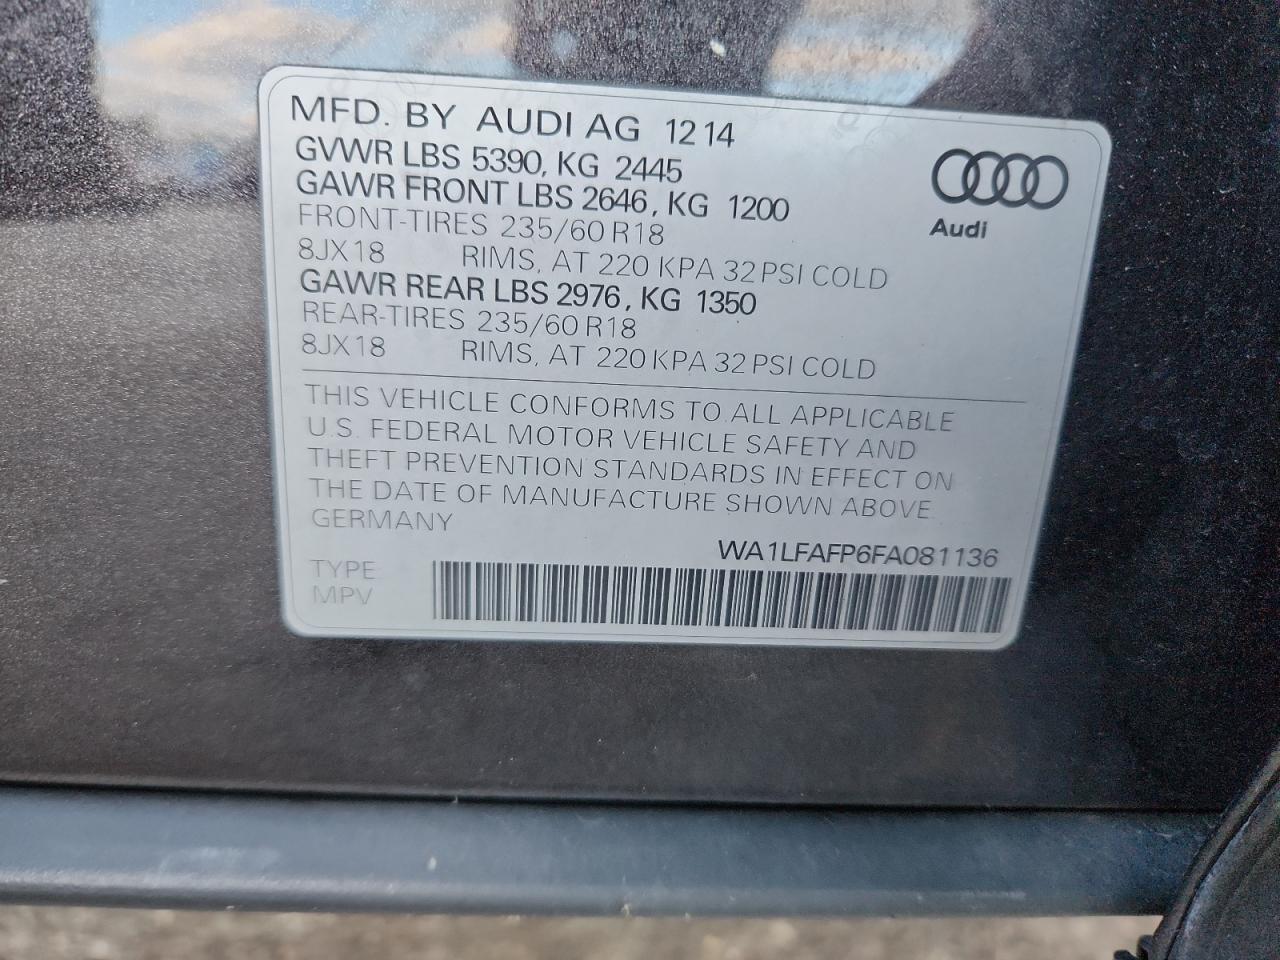 MFD. BY AUDI AG 12 14
GVWR LBS 5390, KG 2445
GAWR FRONT LBS 2646, KG 1200
FRONT-TIRES 235/60 R18
8JX18 RIMS, AT 220 KPA 32 PSI COLD
GAWR REAR LBS 2976, KG 1350
REAR-TIRES 235/60 R18
8JX18 RIMS, AT 220 KPA 32 PSI COLD
Audi
THIS VEHICLE CONFORMS TO ALL APPLICABLE
U.S. FEDERAL MOTOR VEHICLE SAFETY AND
THEFT PREVENTION STANDARDS IN EFFECT ON
THE DATE OF MANUFACTURE SHOWN ABOVE.
GERMANY
WA1LFAFP6FA081136
TYPE
MPV